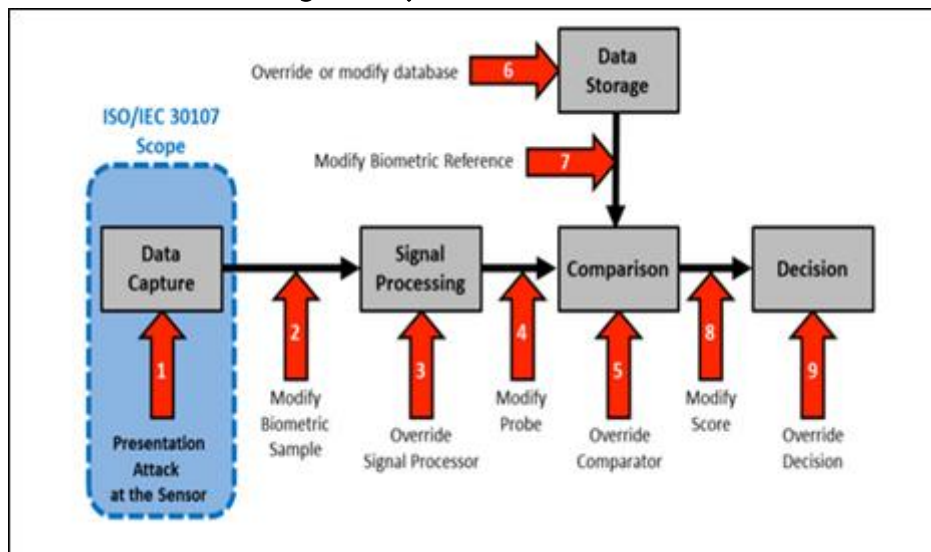 Override or modify database
6
Data
Storage
ISO/IEC 30107
Scope
Modify Biometric Reference
7
Data
Capture
Signal
Processing
Comparison
Decision
1
2
3
4
5
8
9
Presentation
Attack
at the Sensor
Modify
Biometric
Sample
Override
Signal Processor
Modify
Probe
Override
Comparator
Modify
Score
Override
Decision